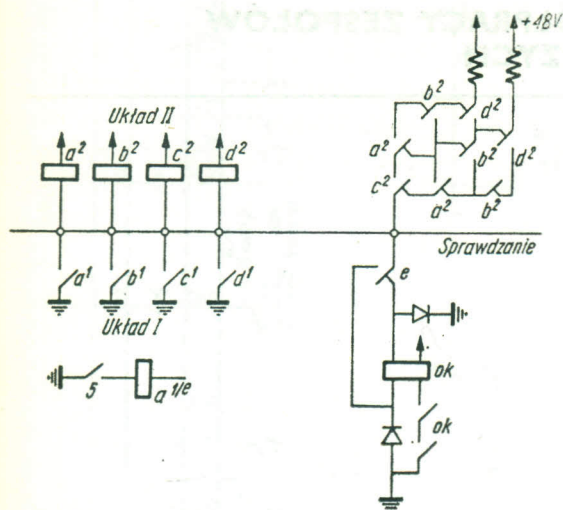 +48V
Układ II
a² b² c² d²
b²
d²
a²
b² d²
c²
a² b²
Sprawdzanie
a¹ b¹ c¹ d¹
e
Układ I
5 a 1/e
ok
ok